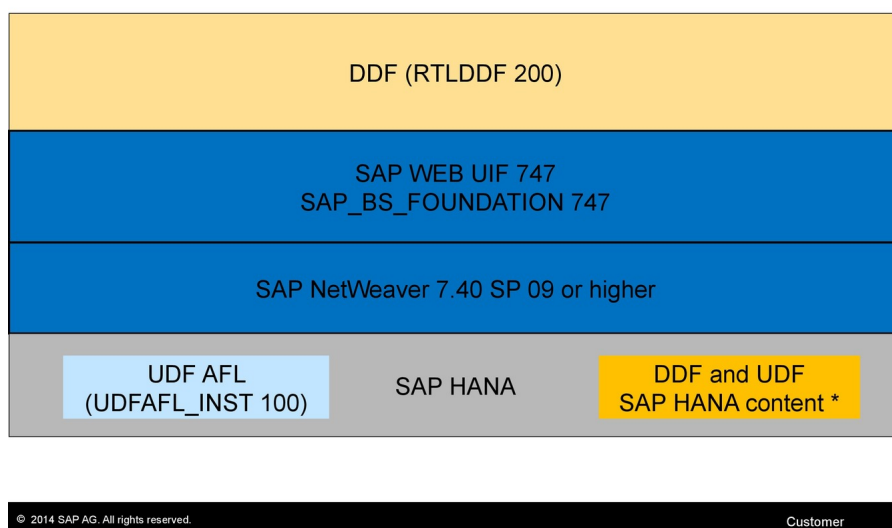 DDF (RTLDDF 200)
SAP WEB UIF 747
SAP_BS_FOUNDATION 747
SAP NetWeaver 7.40 SP 09 or higher
UDF AFL
(UDFAFL_INST 100)
SAP HANA
DDF and UDF
SAP HANA content *
© 2014 SAP AG. All rights reserved.
Customer